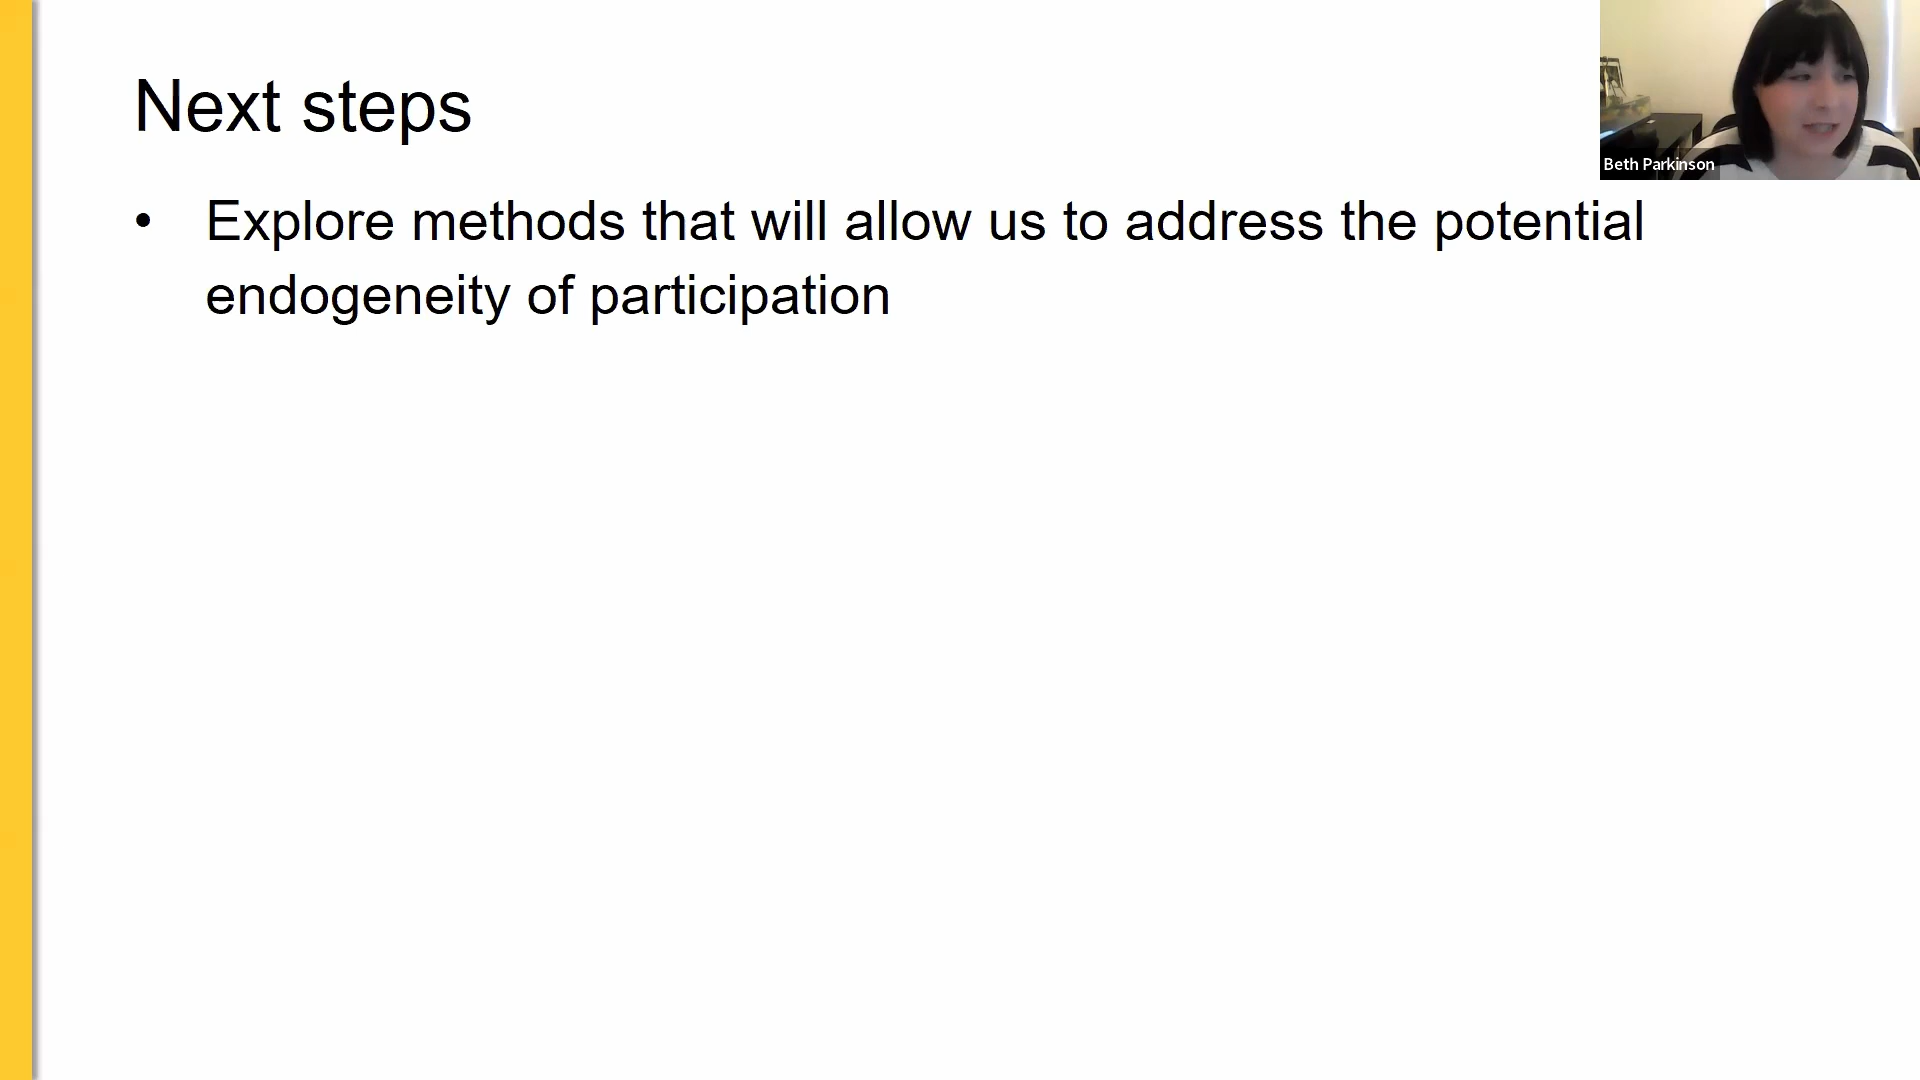 Next steps
Beth Parkinson
• Explore methods that will allow us to address the potential
endogeneity of participation